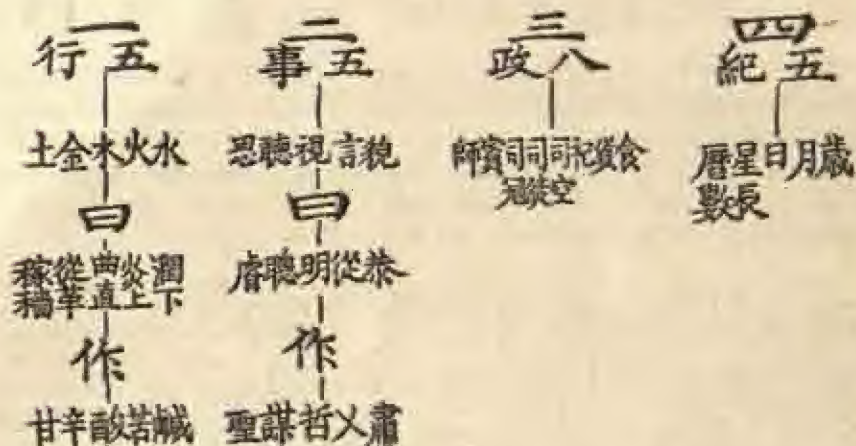 一
五行
水火木金土
曰
潤下炎上曲直從革稼穡
作
鹹苦酸辛甘
二
五事
貌言視聽思
曰
恭從明聰睿
作
肅乂哲謀聖
三
八政
食貨祀司空司徒司寇賓師
四
五紀
歲月日星辰曆數